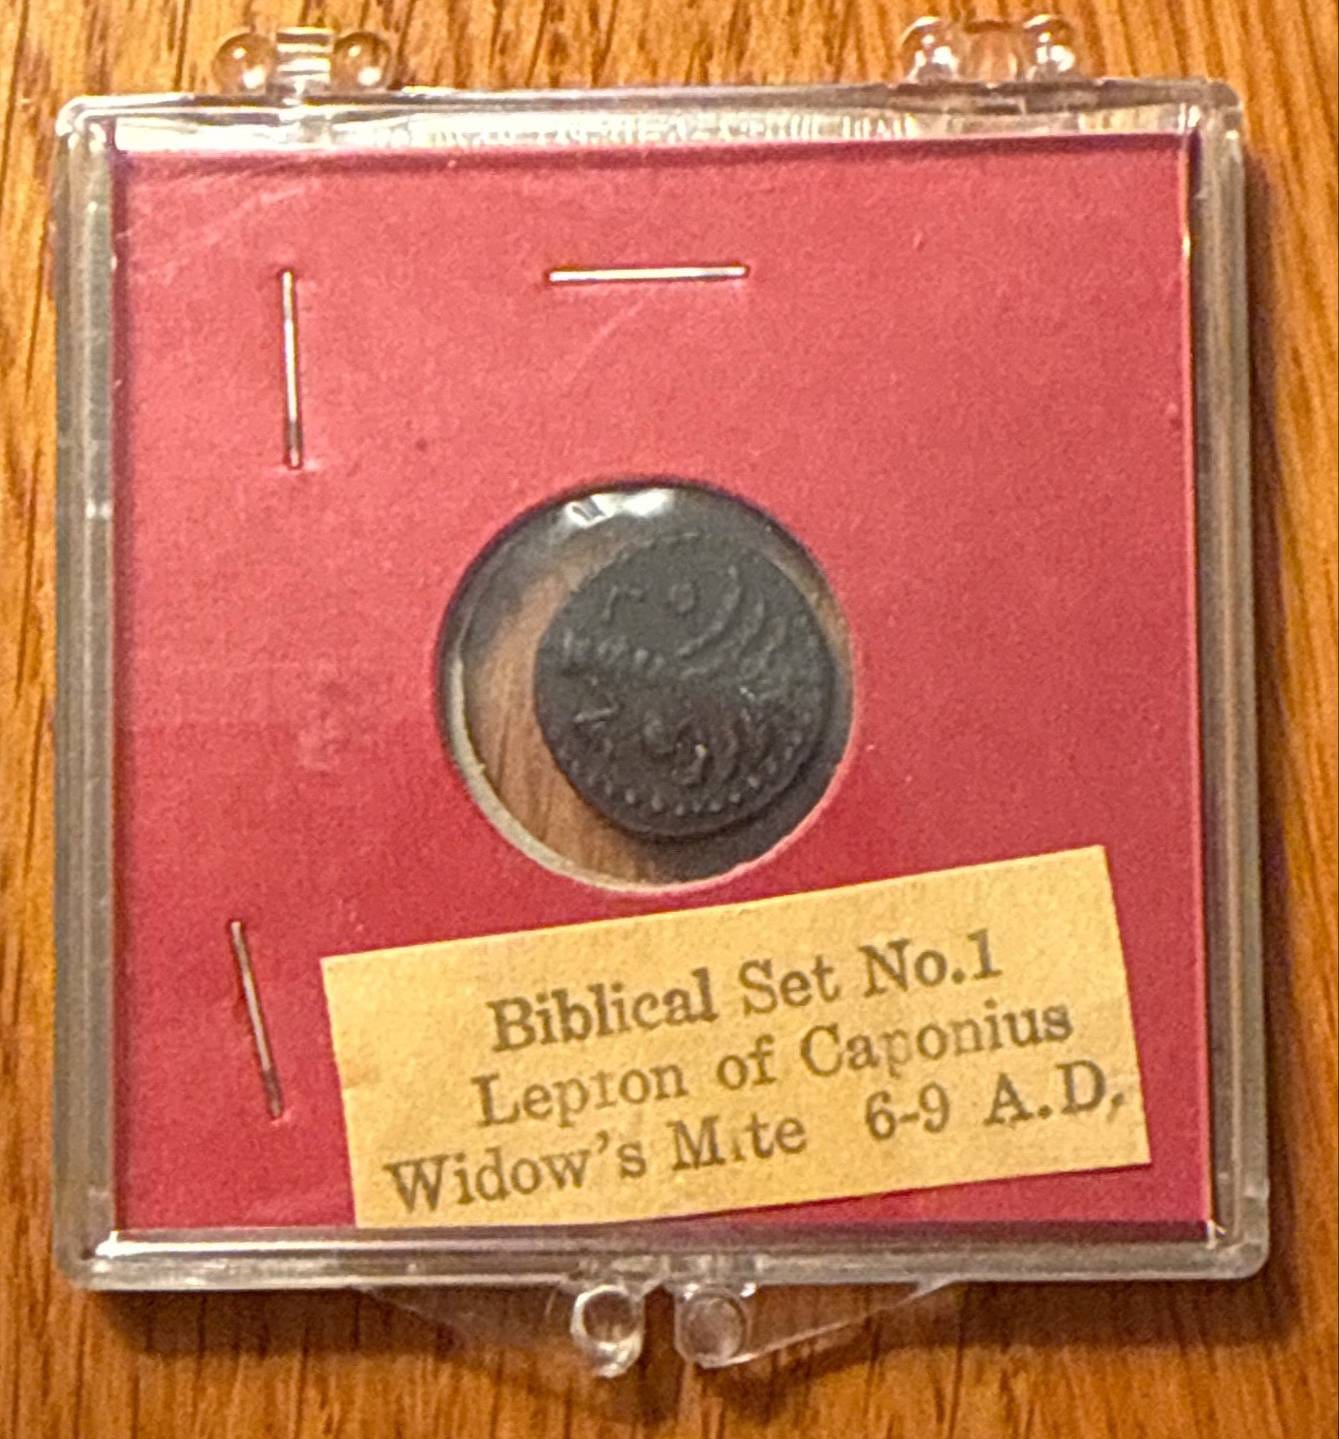 Biblical Set No.1
Lepton of Caponius
Widow's Mite 6-9 A.D.